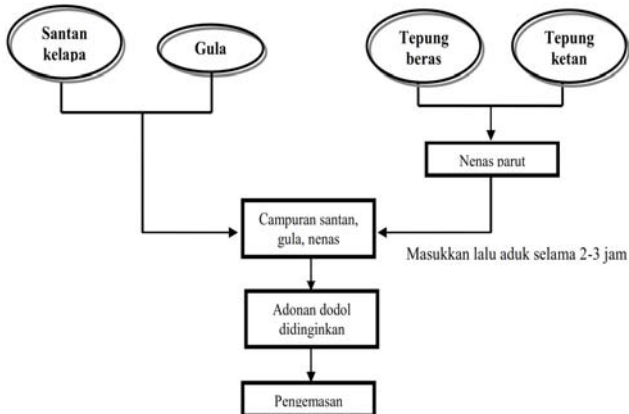 Santan
kelapa
Gula
Tepung
beras
Tepung
ketan
Nenas parut
Campuran santan,
gula, nenas
Masukkan lalu aduk selama 2-3 jam
Adonan dodol
didinginkan
Pengemasan